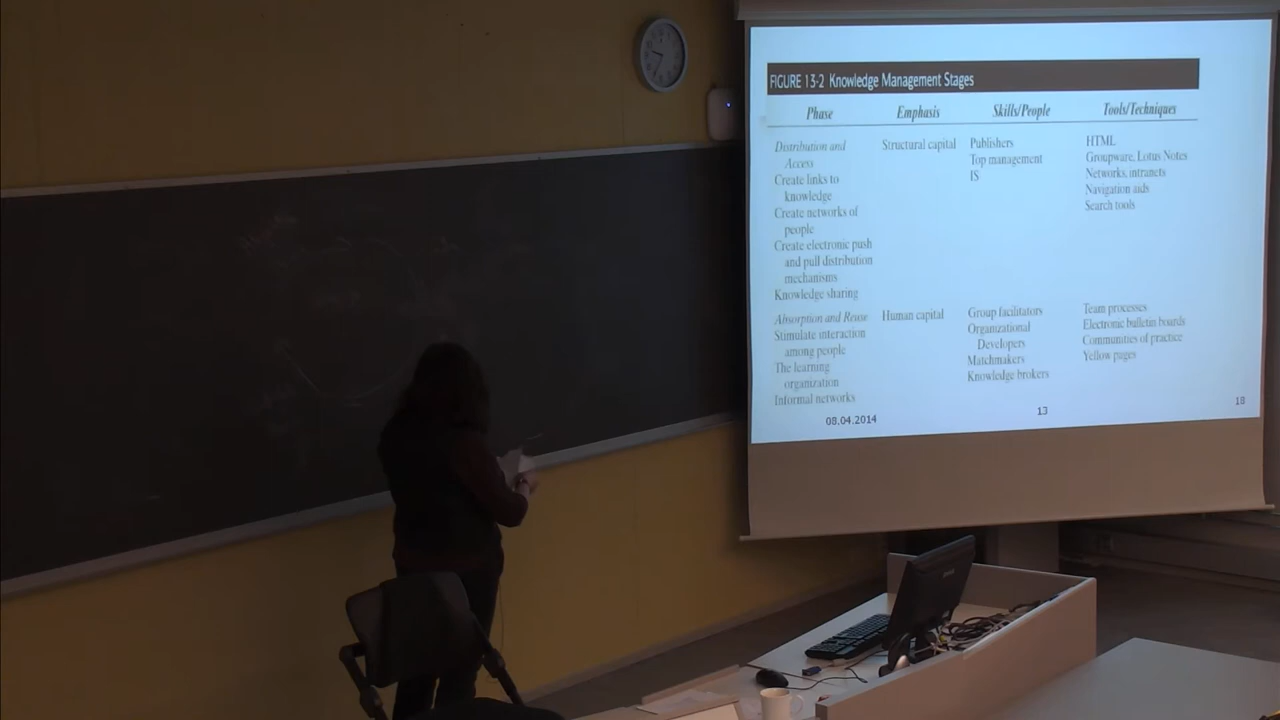 FIGURE 13-2 Knowledge Management Stages
Phase Emphasis Skills/People Tools/Techniques
Distribution and Structural capital Publishers HTML
Access Top management Groupware, Lotus Notes
Create links to IS Networks, intranets
knowledge Navigation aids
Create networks of Search tools
people
Create electronic push
and pull distribution
mechanisms
Knowledge sharing
Absorption and Reuse Human capital Group facilitators Team processes
Stimulate interaction Organizational Electronic bulletin boards
among people Developers Communities of practice
The learning Matchmakers Yellow pages
organization Knowledge brokers
Informal networks
08.04.2014 13 18